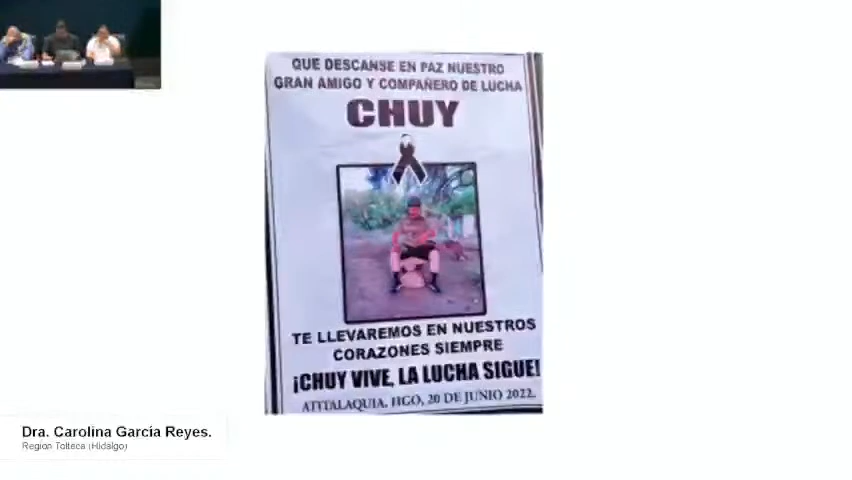 QUE DESCANSE EN PAZ NUESTRO
GRAN AMIGO Y COMPAÑERO DE LUCHA
CHUY
TE LLEVAREMOS EN NUESTROS
CORAZONES SIEMPRE
¡CHUY VIVE, LA LUCHA SIGUE!
ATITALAQUIA, HGO, 20 DE JUNIO 2022.
Dra. Carolina García Reyes.
Región Tolteca (Hidalgo)